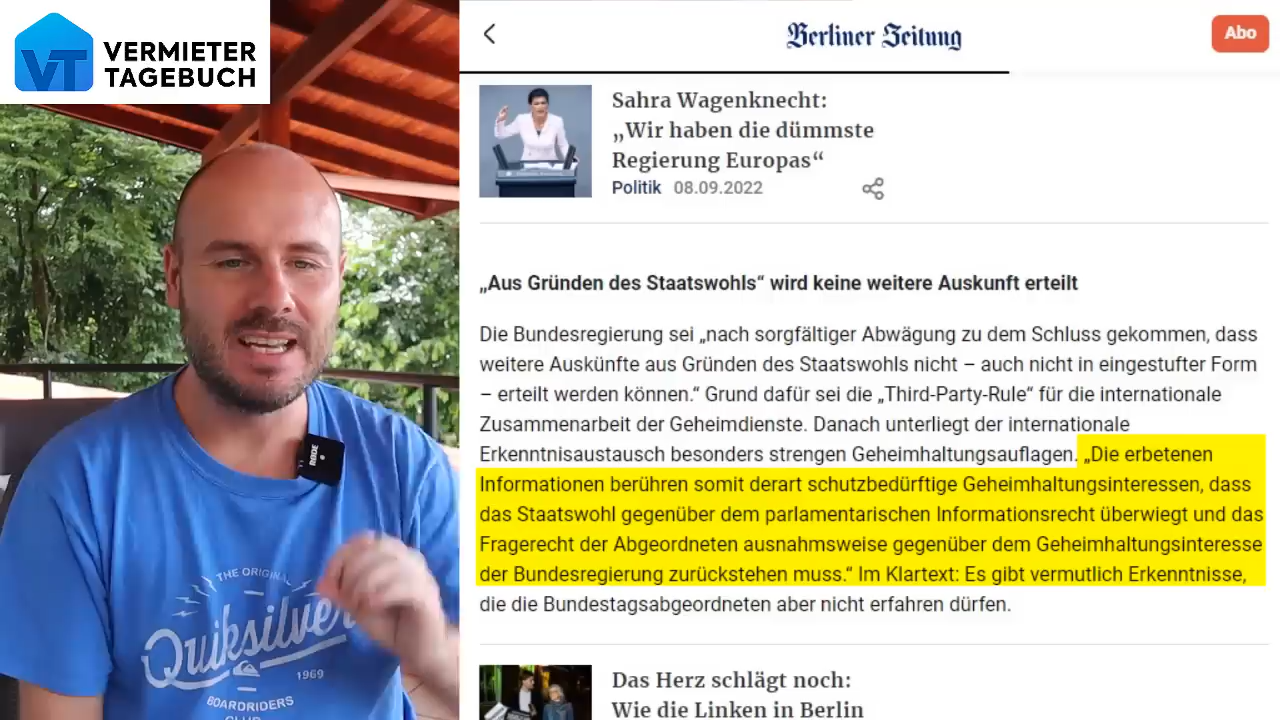 VERMIETER
TAGEBUCH
VT
Berliner Zeitung
Abo
Sahra Wagenknecht:
„Wir haben die dümmste
Regierung Europas“
Politik 08.09.2022
„Aus Gründen des Staatswohls“ wird keine weitere Auskunft erteilt
Die Bundesregierung sei „nach sorgfältiger Abwägung zu dem Schluss gekommen, dass
weitere Auskünfte aus Gründen des Staatswohls nicht – auch nicht in eingestufter Form
– erteilt werden können.“ Grund dafür sei die „Third-Party-Rule“ für die internationale
Zusammenarbeit der Geheimdienste. Danach unterliegt der internationale
Erkenntnisaustausch besonders strengen Geheimhaltungsauflagen. „Die erbetenen
Informationen berühren somit derart schutzbedürftige Geheimhaltungsinteressen, dass
das Staatswohl gegenüber dem parlamentarischen Informationsrecht überwiegt und das
Fragerecht der Abgeordneten ausnahmsweise gegenüber dem Geheimhaltungsinteresse
der Bundesregierung zurückstehen muss.“ Im Klartext: Es gibt vermutlich Erkenntnisse,
die die Bundestagsabgeordneten aber nicht erfahren dürfen.
Das Herz schlägt noch:
Wie die Linken in Berlin
RODE
THE ORIGINAL
Quiksilver
1969
BOARDRIDERS
CLUB